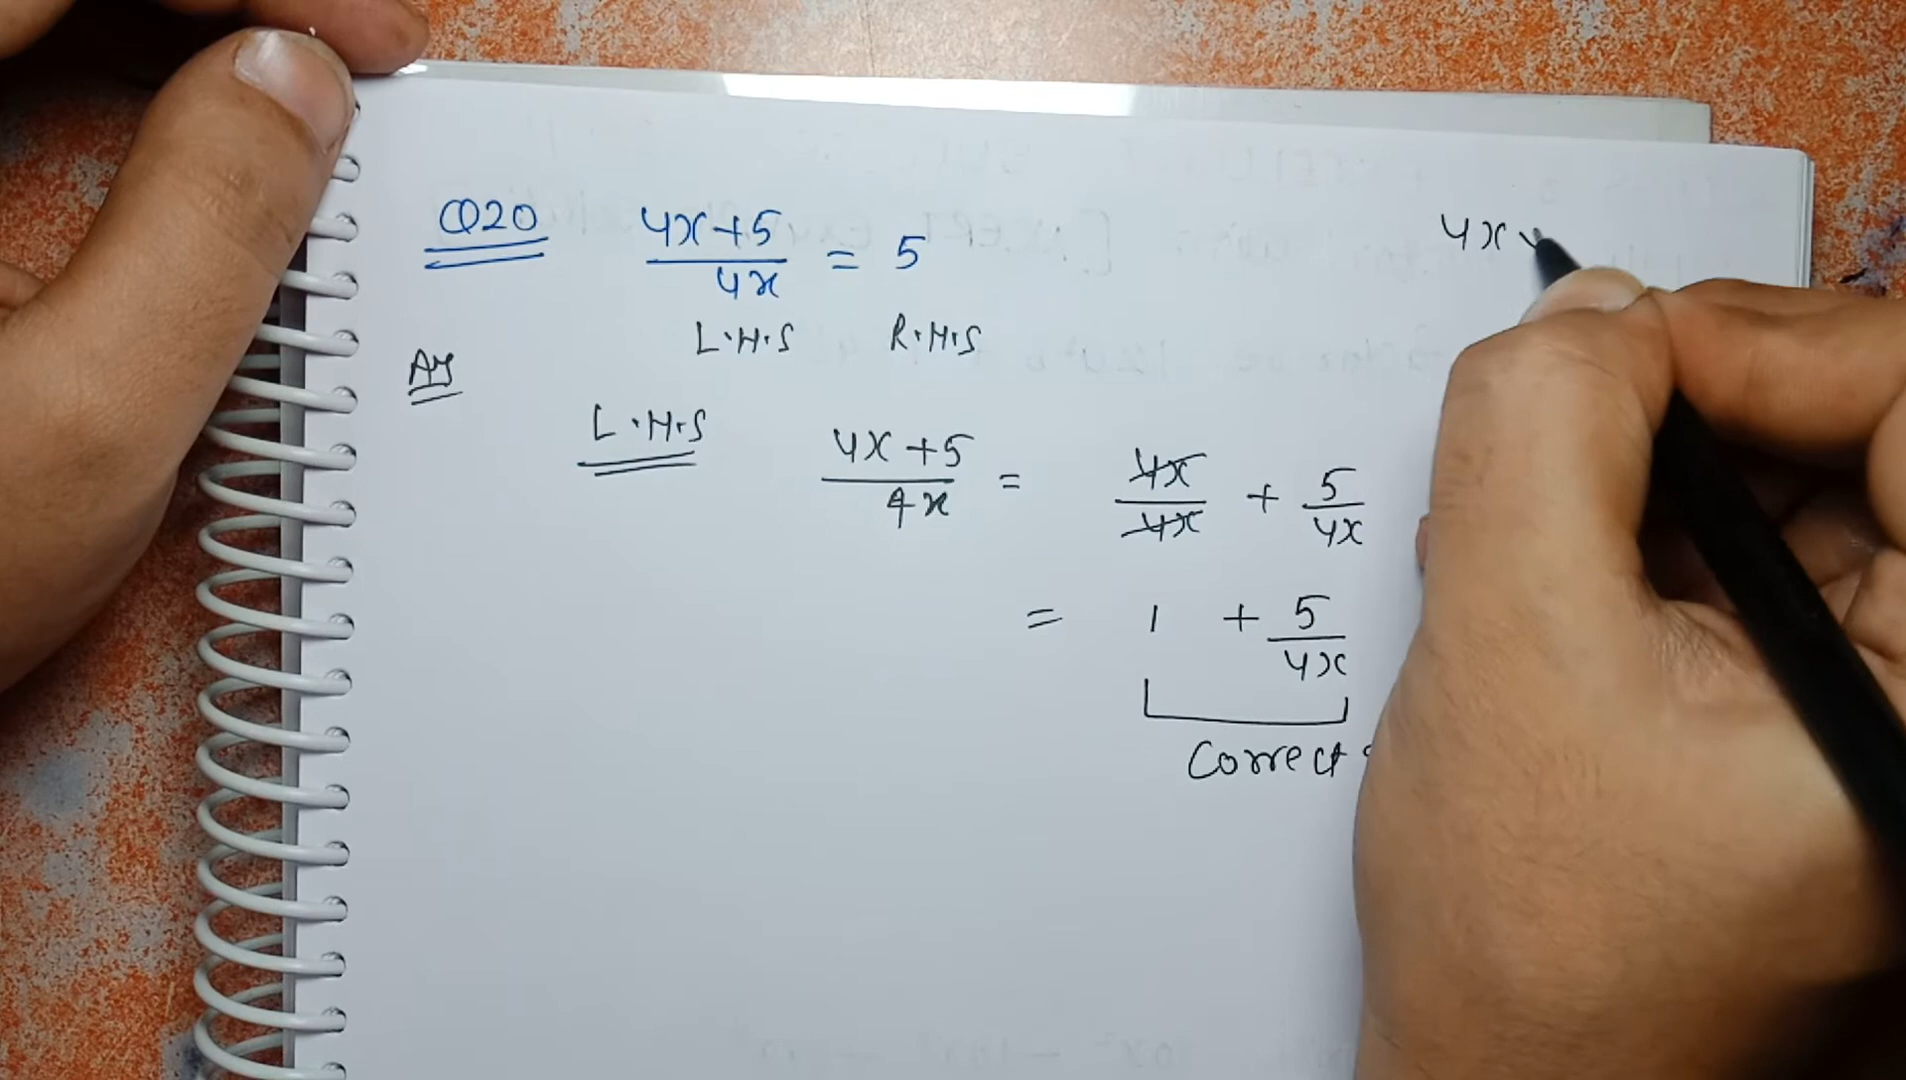 Q20 (4x+5)/4x = 5
4x
L.H.S R.H.S
Ans
L.H.S (4x+5)/4x = 4x/4x + 5/4x
= 1 + 5/4x
Correct